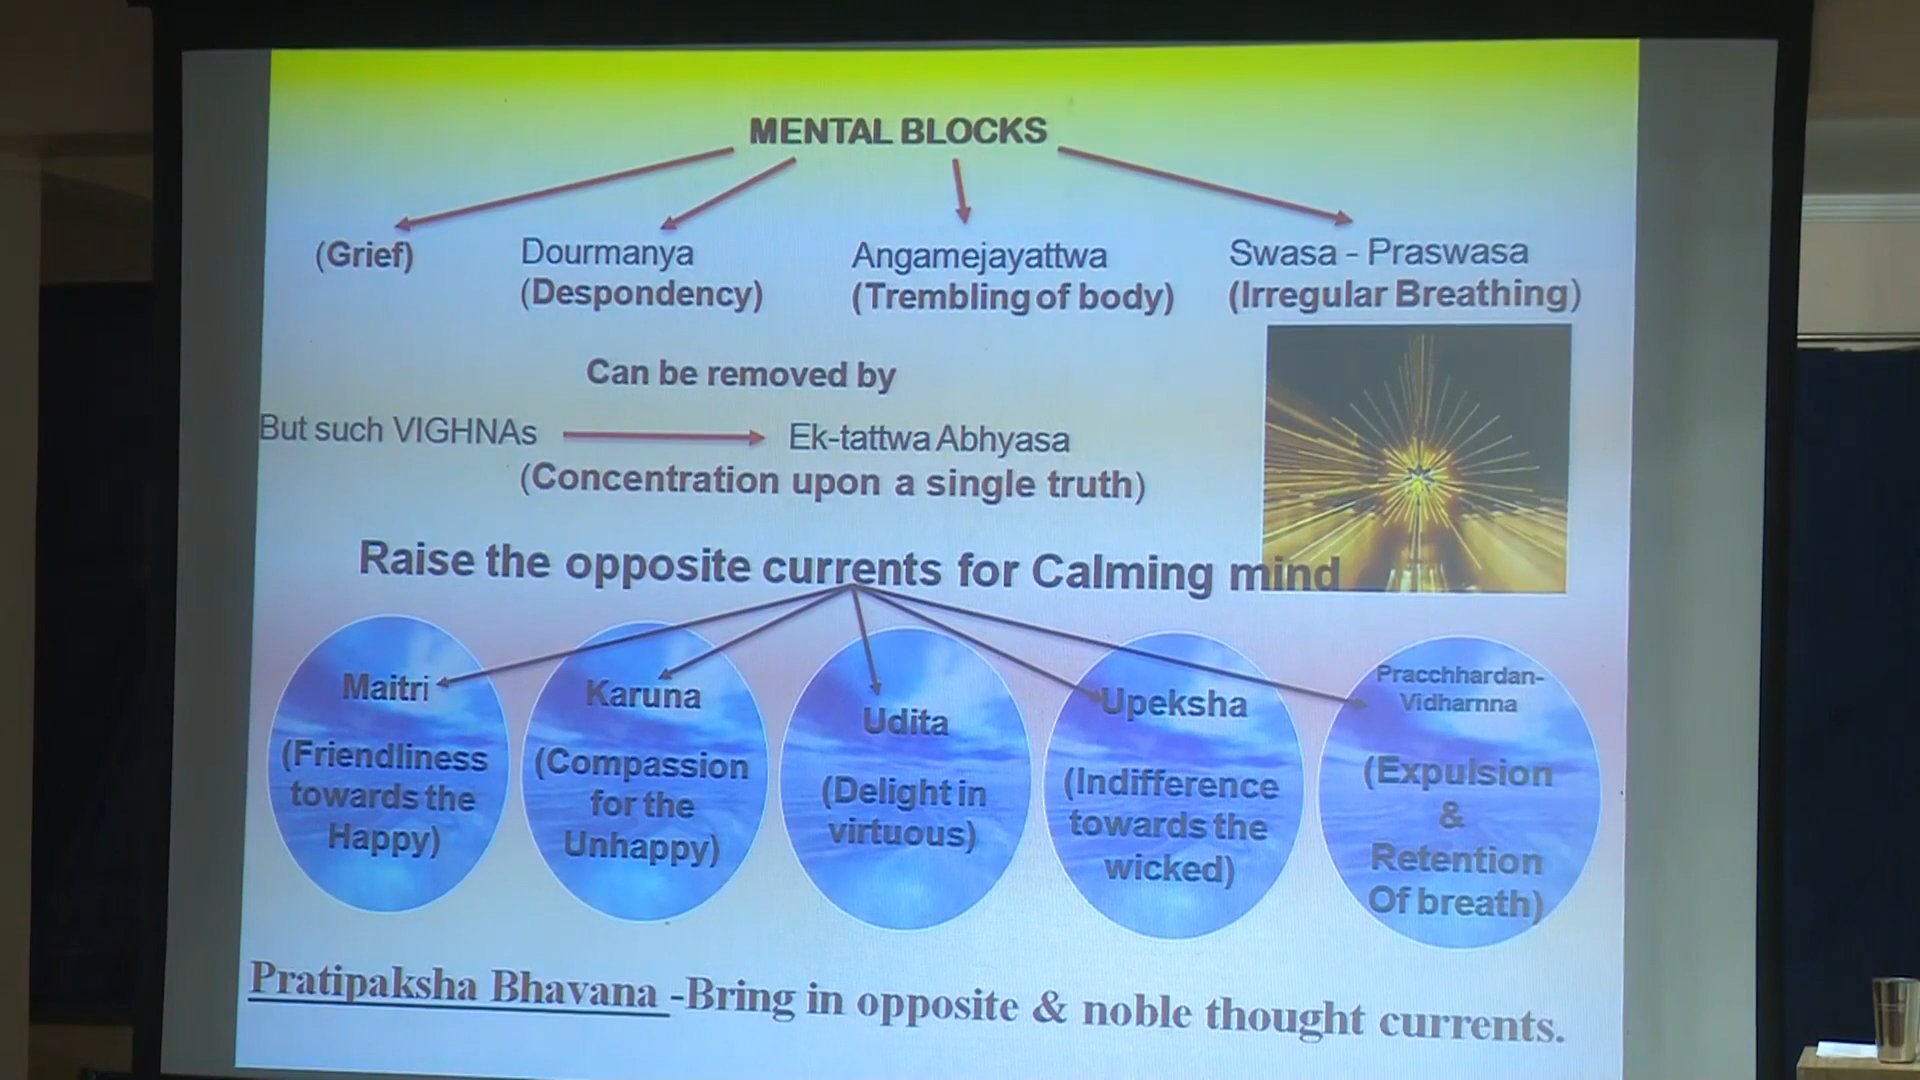 MENTAL BLOCKS
(Grief)
Dourmanya
(Despondency)
Angamejayattwa
(Trembling of body)
Swasa - Praswasa
(Irregular Breathing)
Can be removed by
But such VIGHNAs
Ek-tattwa Abhyasa
(Concentration upon a single truth)
Raise the opposite currents for Calming mind
Maitri
(Friendliness
towards the
Happy)
Karuna
(Compassion
for the
Unhappy)
Udita
(Delight in
virtuous)
Upeksha
(Indifference
towards the
wicked)
Pracchhardan-
Vidharnna
(Expulsion
&
Retention
Of breath)
Pratipaksha Bhavana -Bring in opposite & noble thought currents.